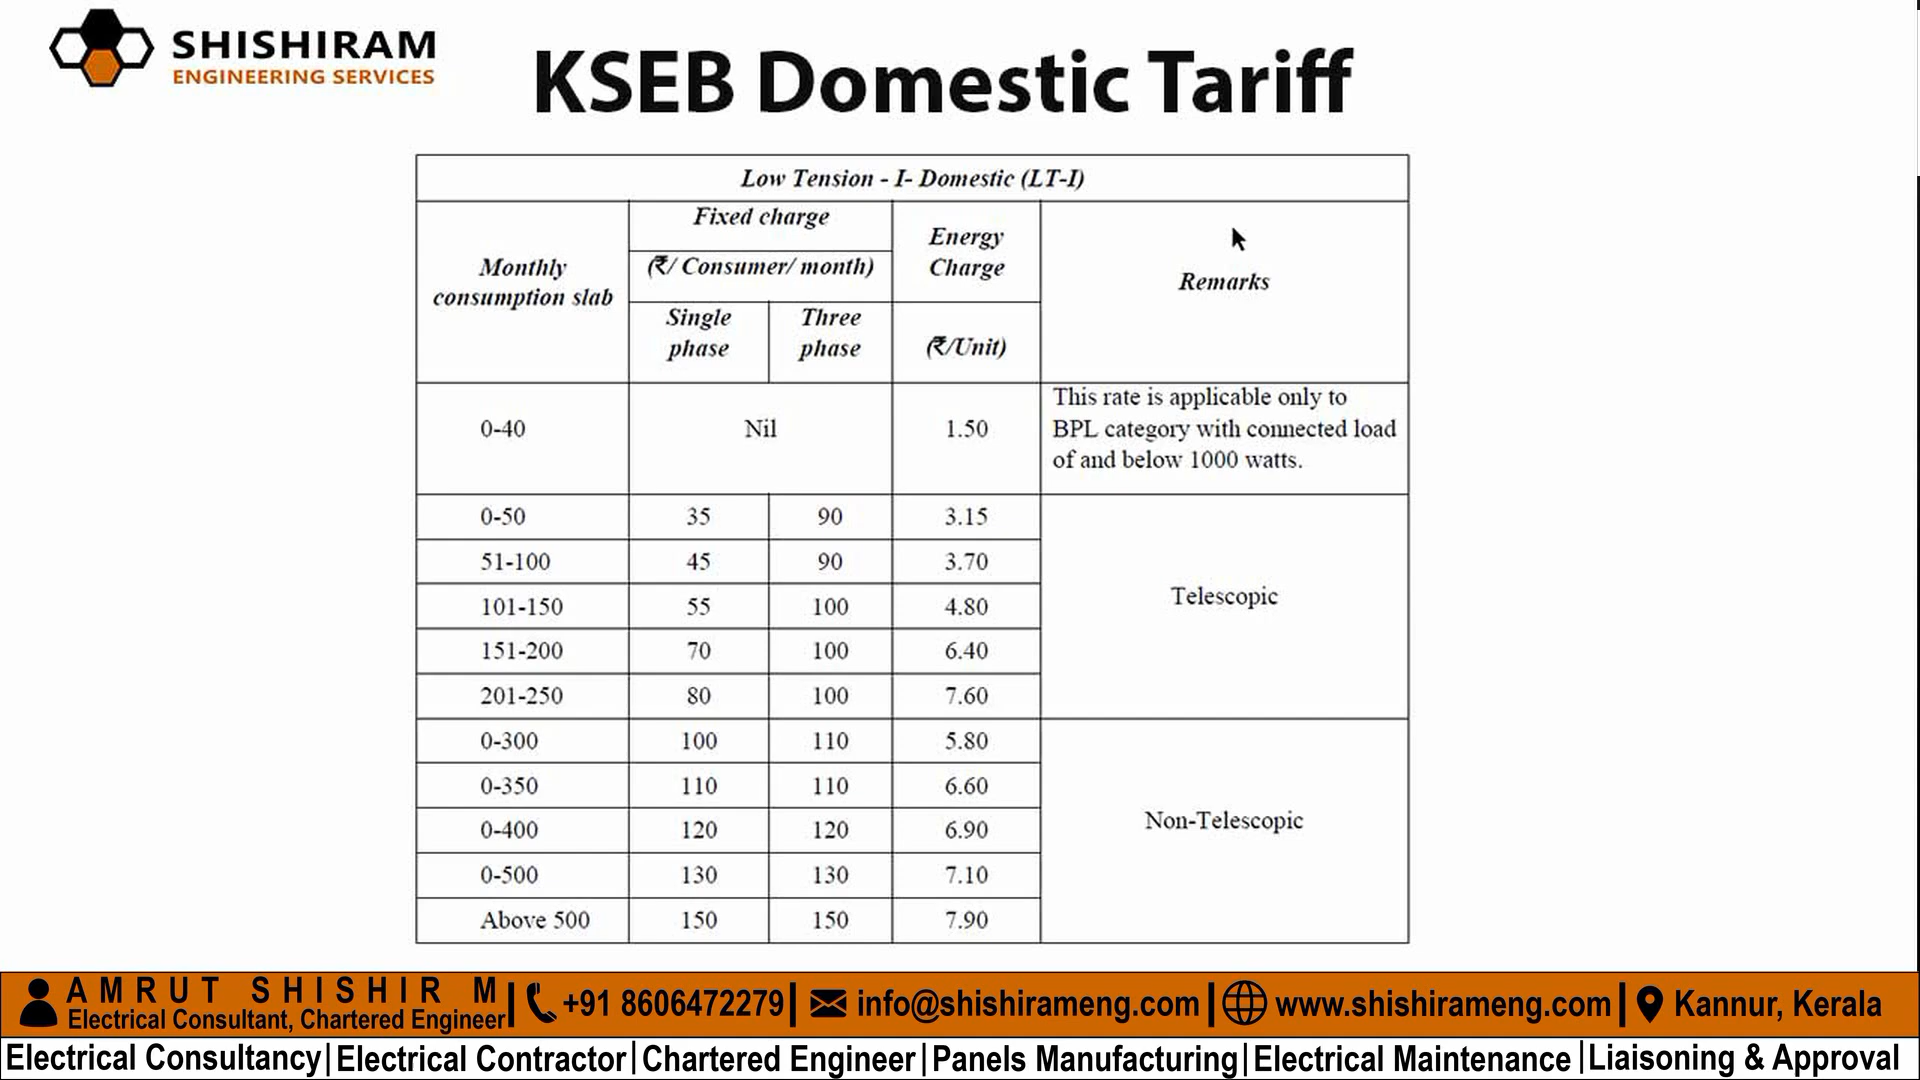 SHISHIRAM
ENGINEERING SERVICES
KSEB Domestic Tariff
Low Tension - I- Domestic (LT-I)
Monthly consumption slab
Fixed charge
(₹/ Consumer/ month)
Single phase
Three phase
Energy Charge
(₹/Unit)
Remarks
0-40 Nil 1.50
This rate is applicable only to
BPL category with connected load
of and below 1000 watts.
0-50 35 90 3.15
51-100 45 90 3.70
101-150 55 100 4.80
151-200 70 100 6.40
201-250 80 100 7.60
Telescopic
0-300 100 110 5.80
0-350 110 110 6.60
0-400 120 120 6.90
0-500 130 130 7.10
Above 500 150 150 7.90
Non-Telescopic
AMRUT SHISHIR M
Electrical Consultant, Chartered Engineer
+91 8606472279
info@shishirameng.com
www.shishirameng.com
Kannur, Kerala
Electrical Consultancy|Electrical Contractor|Chartered Engineer|Panels Manufacturing|Electrical Maintenance |Liaisoning & Approval